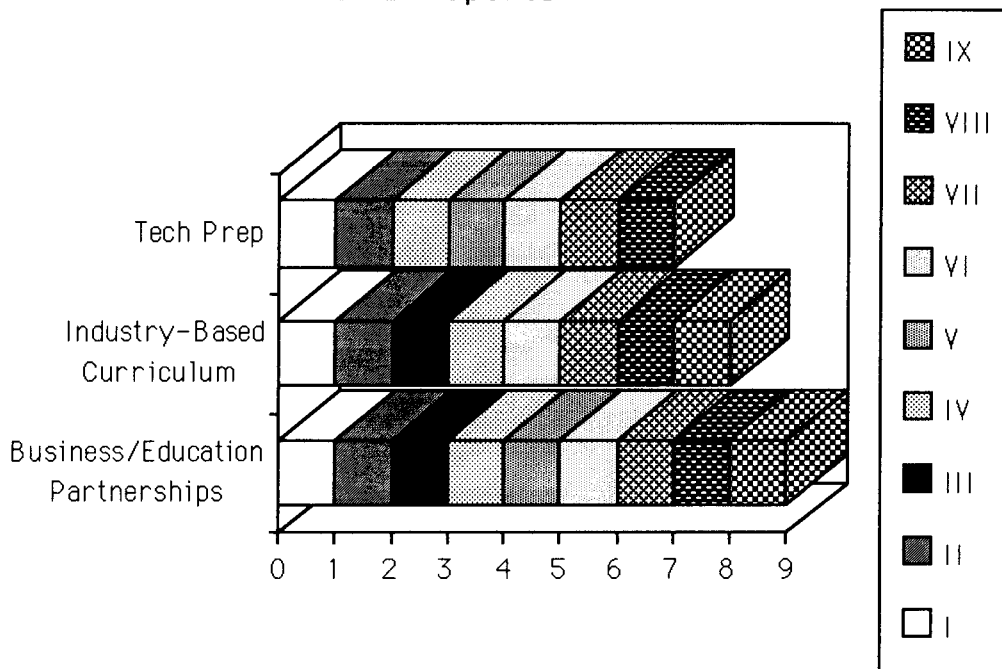 Tech Prep
Industry-Based
Curriculum
Business/Education
Partnerships
0 1 2 3 4 5 6 7 8 9
IX
VIII
VII
VI
V
IV
III
II
I